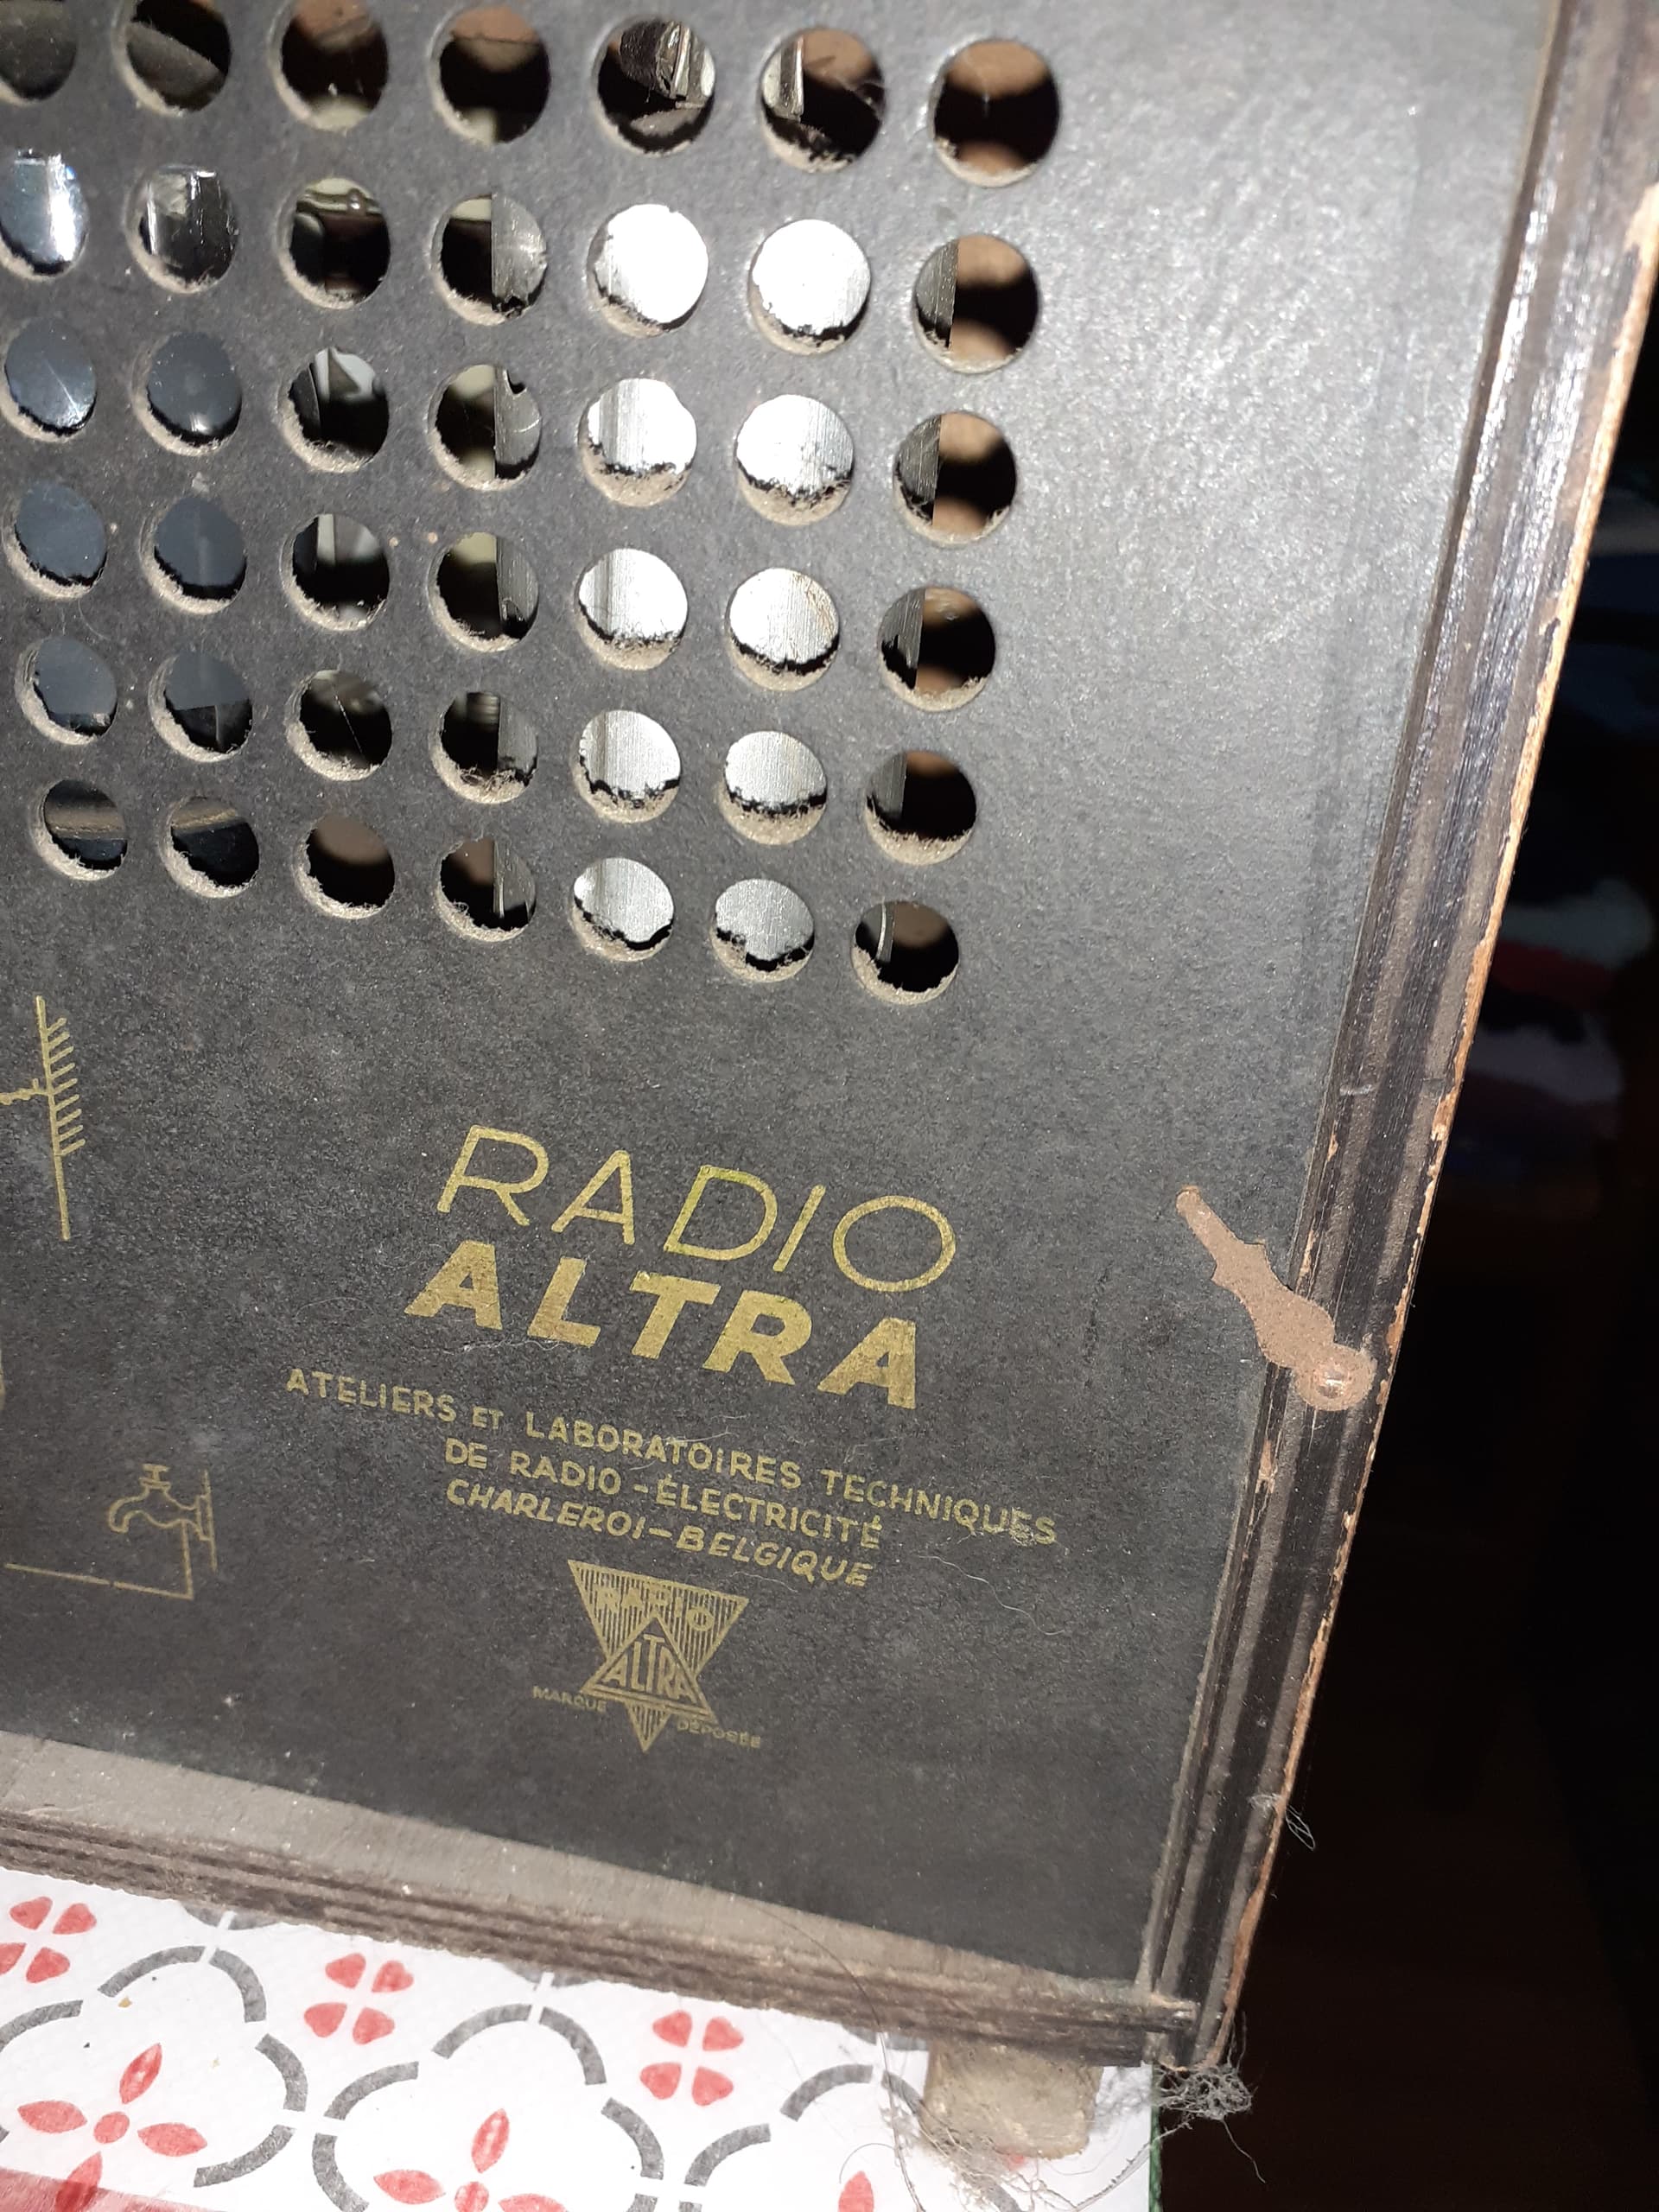 RADIO
ALTRA
ATELIERS ET LABORATOIRES TECHNIQUES
DE RADIO-ÉLECTRICITÉ
CHARLEROI-BELGIQUE
RADIO
ALTRA
MARQUE DÉPOSÉE